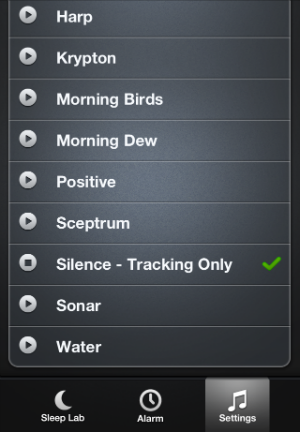 Harp
Krypton
Morning Birds
Morning Dew
Positive
Sceptrum
Silence - Tracking Only
Sonar
Water
Sleep Lab
Alarm
Settings